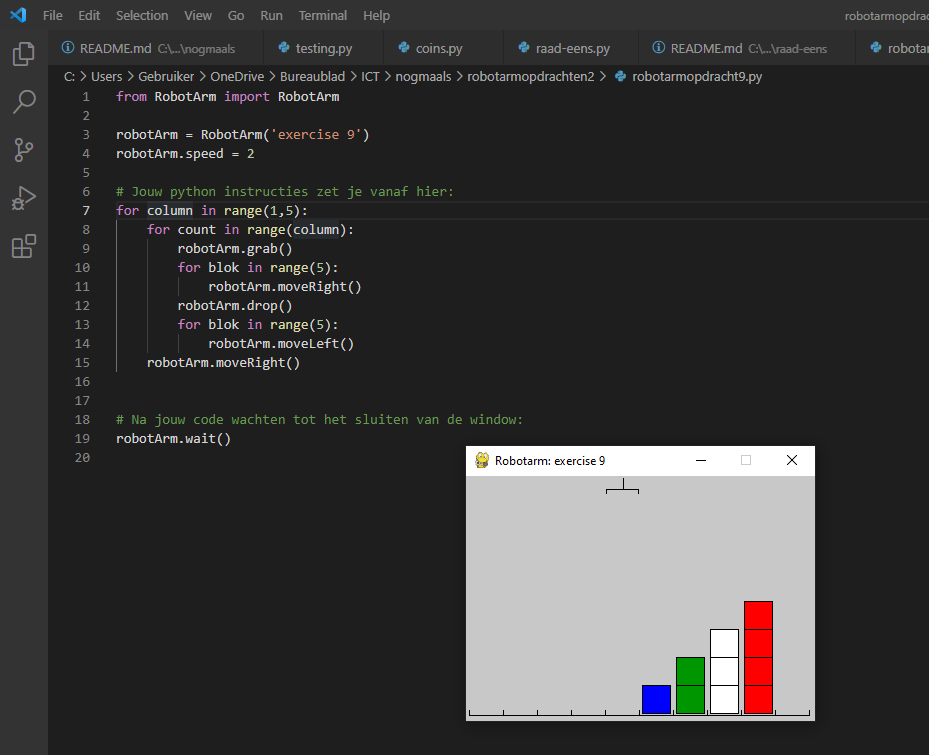 File Edit Selection View Go Run Terminal Help robotarmopdrac
README.md C:\...\nogmaals testing.py coins.py raad-eens.py README.md C:\...\raad-eens robotar
C: > Users > Gebruiker > OneDrive > Bureaublad > ICT > nogmaals > robotarmopdrachten2 > robotarmopdracht9.py
1 from RobotArm import RobotArm
2
3 robotArm = RobotArm('exercise 9')
4 robotArm.speed = 2
5
6 # Jouw python instructies zet je vanaf hier:
7 for column in range(1,5):
8 for count in range(column):
9 robotArm.grab()
10 for blok in range(5):
11 robotArm.moveRight()
12 robotArm.drop()
13 for blok in range(5):
14 robotArm.moveLeft()
15 robotArm.moveRight()
16
17
18 # Na jouw code wachten tot het sluiten van de window:
19 robotArm.wait()
20
Robotarm: exercise 9